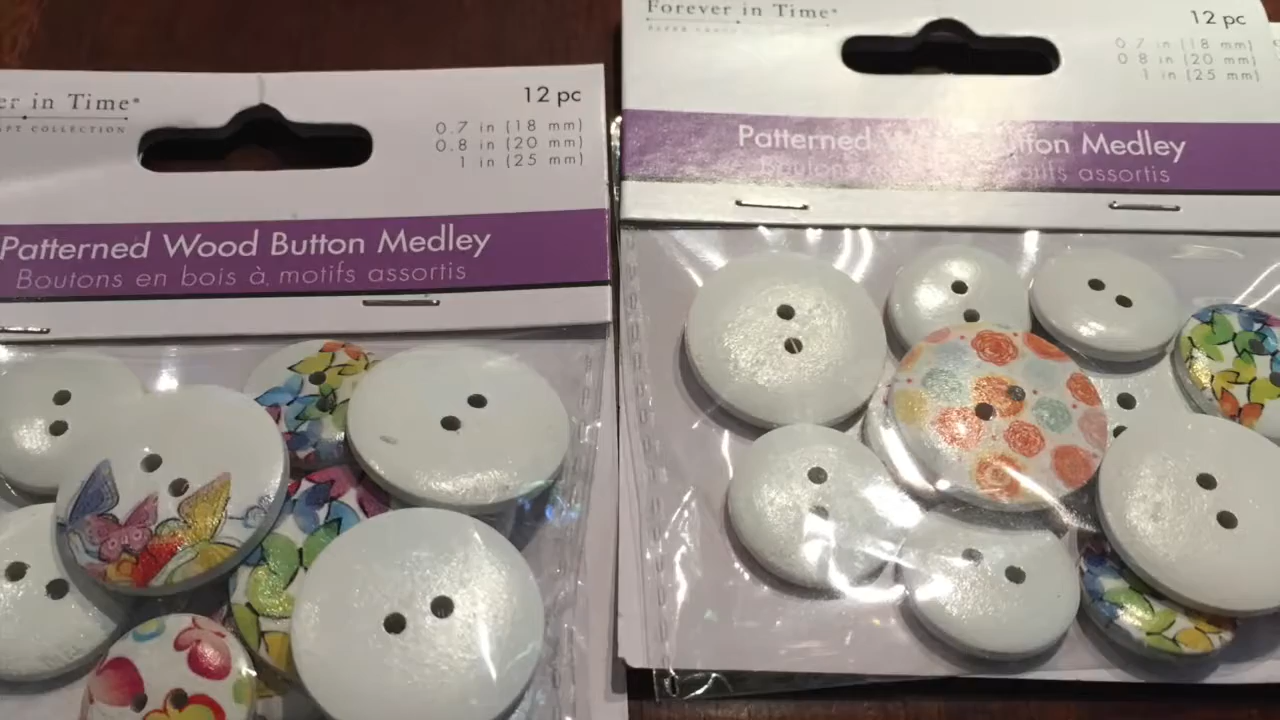 er in Time®
APT COLLECTION
12 pc
0.7 in (18 mm)
0.8 in (20 mm)
1 in (25 mm)
Patterned Wood Button Medley
Boutons en bois à motifs assortis
Forever in Time®
12 pc
0.7 in (18 mm)
0.8 in (20 mm)
1 in (25 mm)
Patterned tton Medley
Boutons motifs assortis